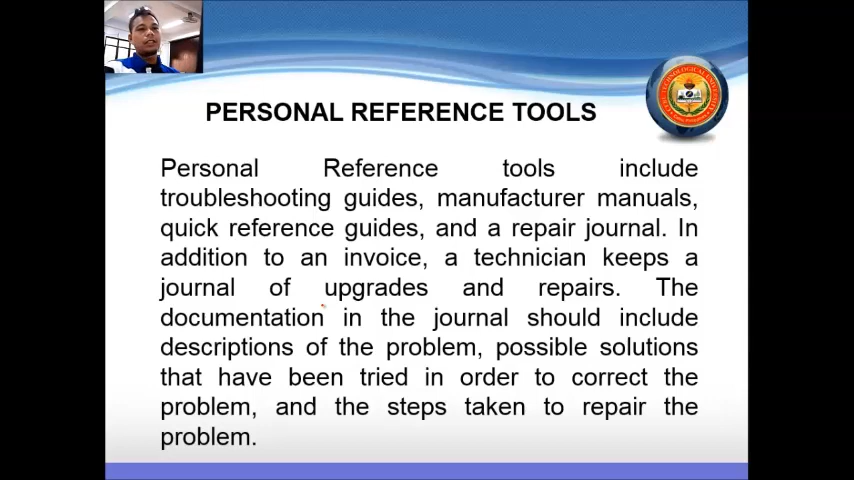 PERSONAL REFERENCE TOOLS
Personal Reference tools include
troubleshooting guides, manufacturer manuals,
quick reference guides, and a repair journal. In
addition to an invoice, a technician keeps a
journal of upgrades and repairs. The
documentation in the journal should include
descriptions of the problem, possible solutions
that have been tried in order to correct the
problem, and the steps taken to repair the
problem.